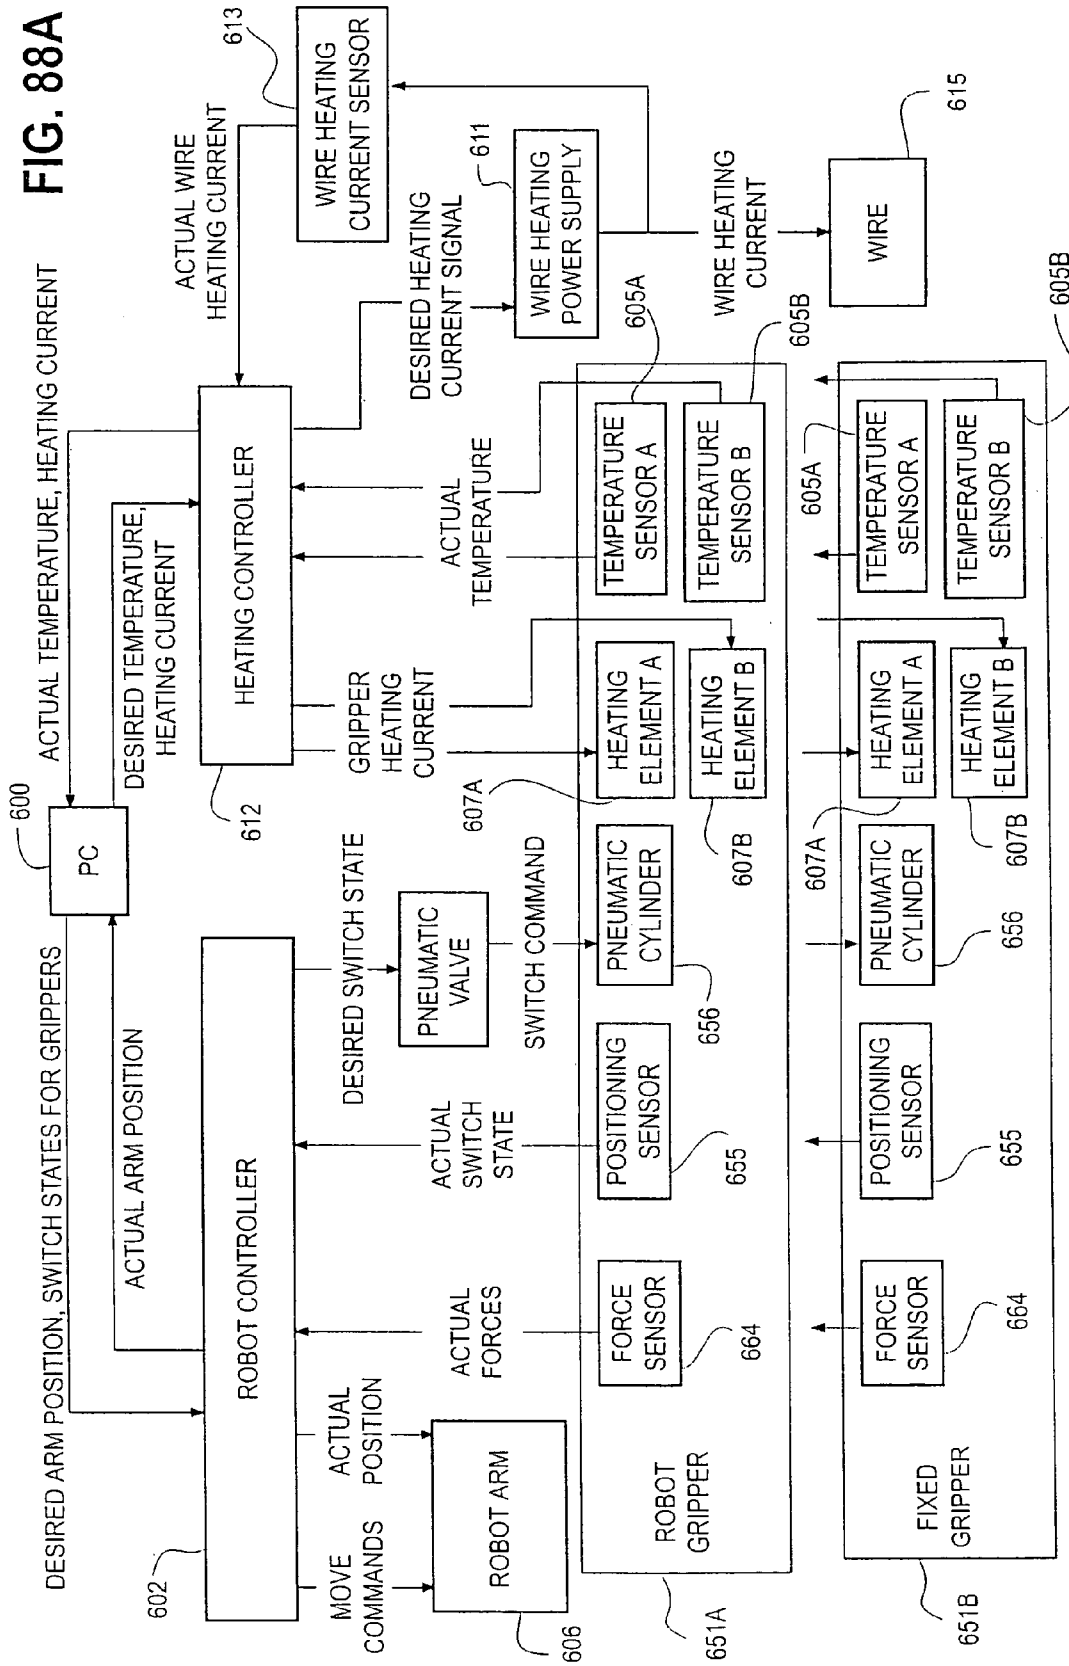 FIG. 88A
DESIRED ARM POSITION, SWITCH STATES FOR GRIPPERS
600
PC
ACTUAL TEMPERATURE, HEATING CURRENT
ACTUAL ARM POSITION
DESIRED TEMPERATURE,
HEATING CURRENT
ACTUAL WIRE
HEATING CURRENT
613
602
ROBOT CONTROLLER
612
HEATING CONTROLLER
WIRE HEATING
CURRENT SENSOR
MOVE
COMMANDS
ACTUAL
POSITION
ACTUAL
FORCES
ACTUAL
SWITCH
STATE
DESIRED SWITCH STATE
PNEUMATIC
VALVE
SWITCH COMMAND
GRIPPER
HEATING
CURRENT
ACTUAL
TEMPERATURE
DESIRED HEATING
CURRENT SIGNAL
611
WIRE HEATING
POWER SUPPLY
606
ROBOT ARM
607A
605A
651A
ROBOT
GRIPPER
FORCE
SENSOR
664
POSITIONING
SENSOR
655
PNEUMATIC
CYLINDER
656
HEATING
ELEMENT A
HEATING
ELEMENT B
607B
TEMPERATURE
SENSOR A
TEMPERATURE
SENSOR B
605B
WIRE HEATING
CURRENT
WIRE
615
651B
FIXED
GRIPPER
FORCE
SENSOR
664
POSITIONING
SENSOR
655
PNEUMATIC
CYLINDER
656
607A
HEATING
ELEMENT A
HEATING
ELEMENT B
607B
605A
TEMPERATURE
SENSOR A
TEMPERATURE
SENSOR B
605B